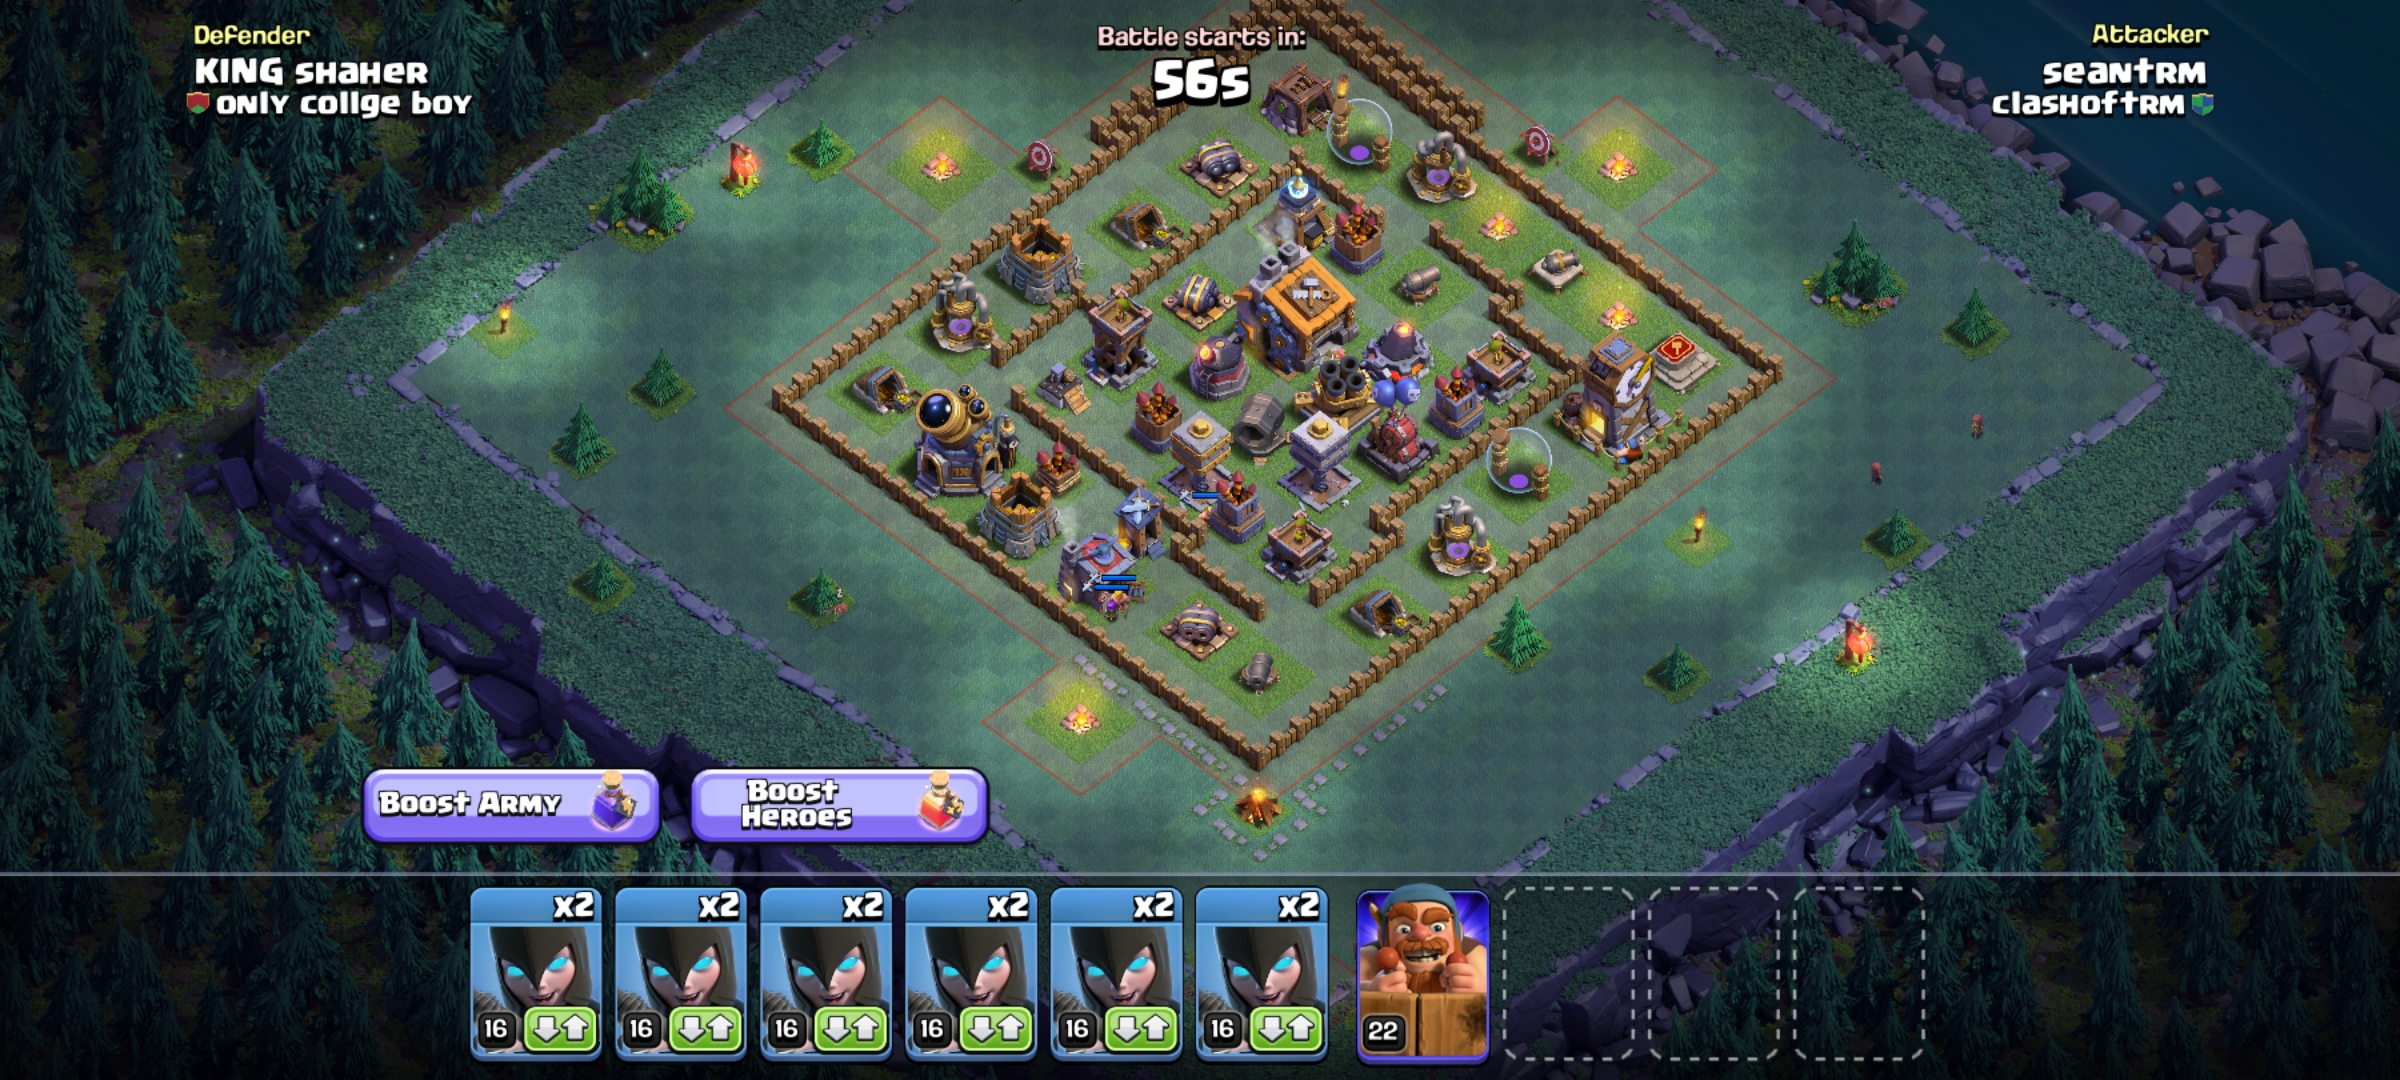 Defender
KING SHAHER
ONLY COLLGE BOY
Battle starts in:
56s
Attacker
SEANTRM
CLASHOFTRM
Boost Army
Boost
Heroes
x2 x2 x2 x2 x2 x2
16 16 16 16 16 16 22